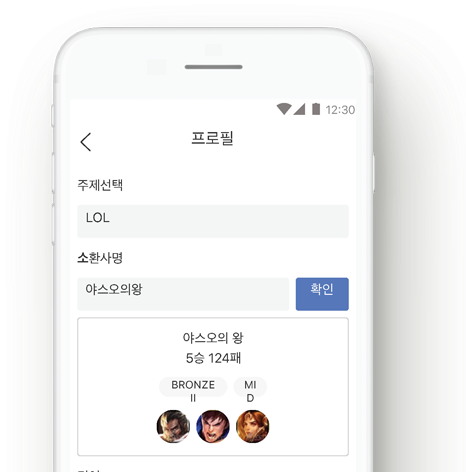 12:30
프로필
주제선택
LOL
소환사명
야스오의왕
확인
야스오의 왕
5승 124패
BRONZE
II
MI
D